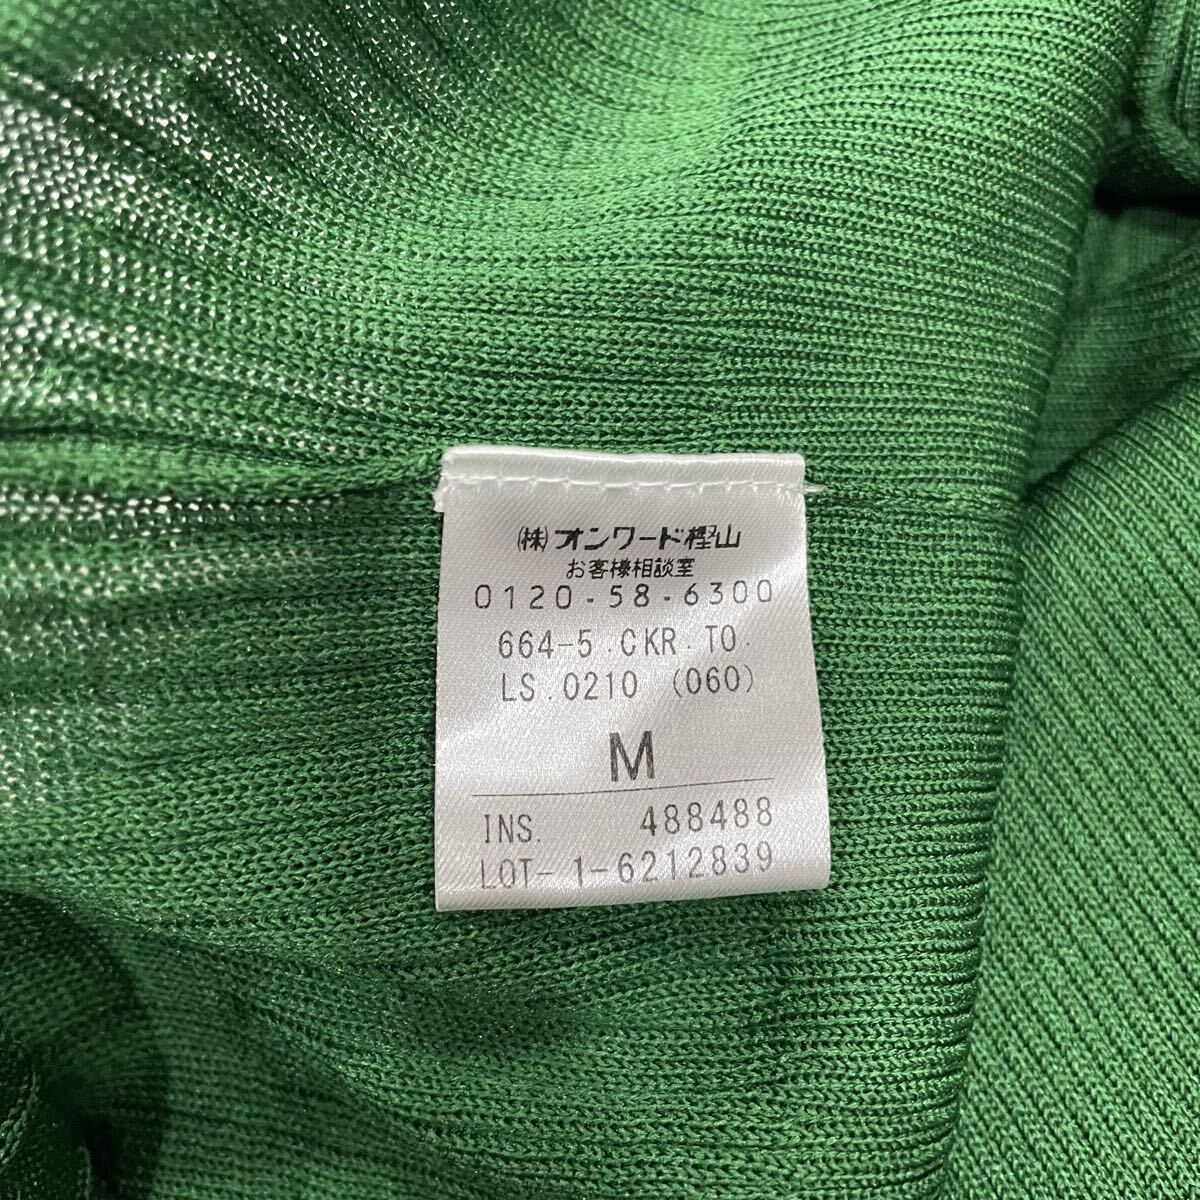 (株)オンワード樫山
お客様相談室
0120-58-6300
664-5.CKR.TO.
LS.0210 (060)
M
INS. 488488
LOT-1-6212839